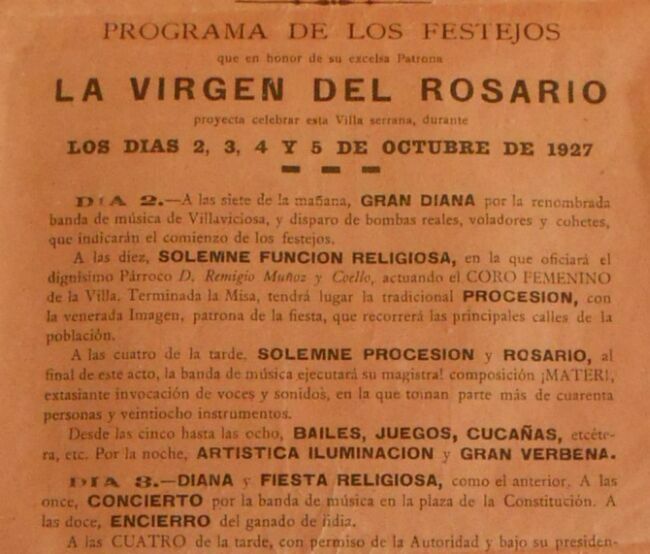 PROGRAMA DE LOS FESTEJOS
que en honor de su excelsa Patrona
LA VIRGEN DEL ROSARIO
proyecta celebrar esta Villa serrana, durante
LOS DIAS 2, 3, 4 Y 5 DE OCTUBRE DE 1927
DIA 2.—A las siete de la mañana, GRAN DIANA por la renombrada
banda de música de Villaviciosa, y disparo de bombas reales, voladores y cohetes,
que indicarán el comienzo de los festejos.
A las diez, SOLEMNE FUNCION RELIGIOSA, en la que oficiará el
dignísimo Párroco D. Remigio Muñoz y Coello, actuando el CORO FEMENINO
de la Villa. Terminada la Misa, tendrá lugar la tradicional PROCESION, con
la venerada Imagen, patrona de la fiesta, que recorrerá las principales calles de la
población.
A las cuatro de la tarde. SOLEMNE PROCESION y ROSARIO, al
final de este acto, la banda de música ejecutará su magistral composición ¡MATER!,
extasiante invocación de voces y sonidos, en la que toman parte más de cuarenta
personas y veintiocho instrumentos.
Desde las cinco hasta las ocho, BAILES, JUEGOS, CUCAÑAS, etcéte-
ra, etc. Por la noche, ARTISTICA ILUMINACION y GRAN VERBENA.
DIA 3.—DIANA y FIESTA RELIGIOSA, como el anterior. A las
once, CONCIERTO por la banda de música en la plaza de la Constitución. A
las doce, ENCIERRO del ganado de lidia.
A las CUATRO de la tarde, con permiso de la Autoridad y bajo su presiden-